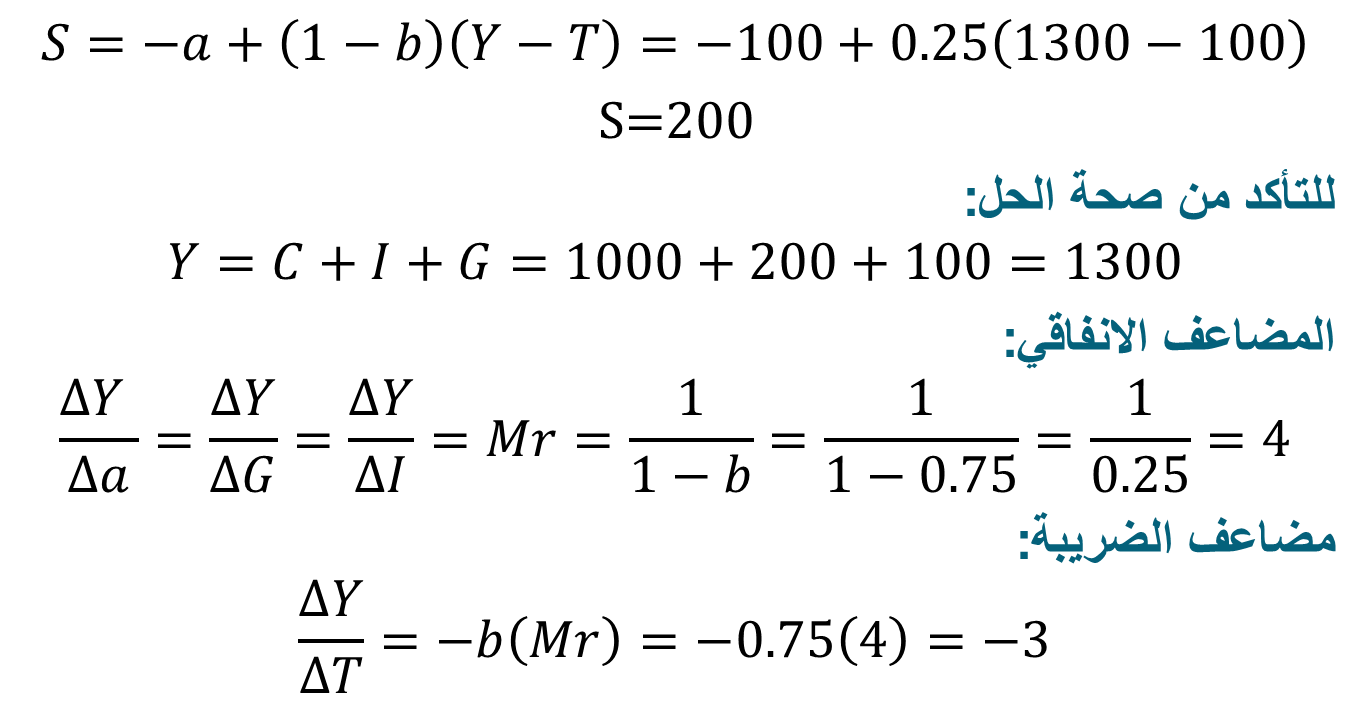 S = −a + (1 − b)(Y − T) = −100 + 0.25(1300 − 100)
S=200
للتأكد من صحة الحل:
Y = C + I + G = 1000 + 200 + 100 = 1300
المضاعف الانفاقي:
ΔY/Δa = ΔY/ΔG = ΔY/ΔI = Mr = 1/(1 − b) = 1/(1 − 0.75) = 1/0.25 = 4
مضاعف الضريبة:
ΔY/ΔT = −b(Mr) = −0.75(4) = −3